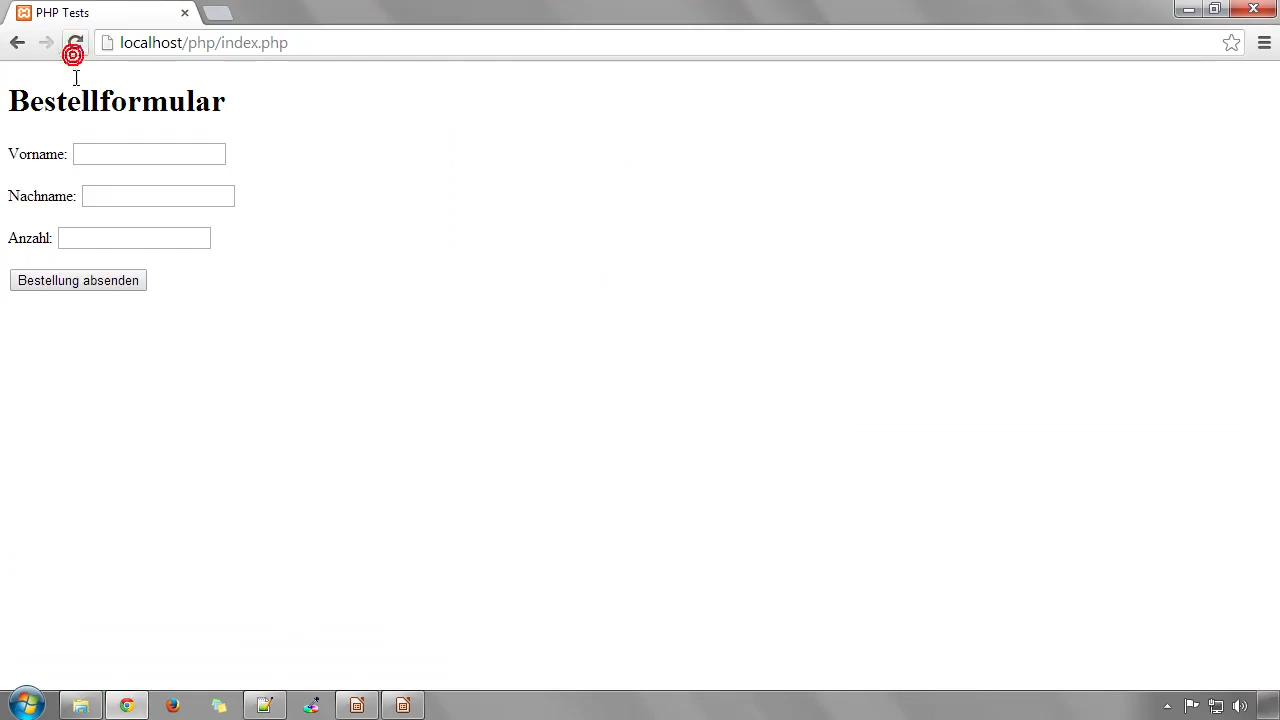 PHP Tests
localhost/php/index.php
Bestellformular
Vorname:
Nachname:
Anzahl:
Bestellung absenden